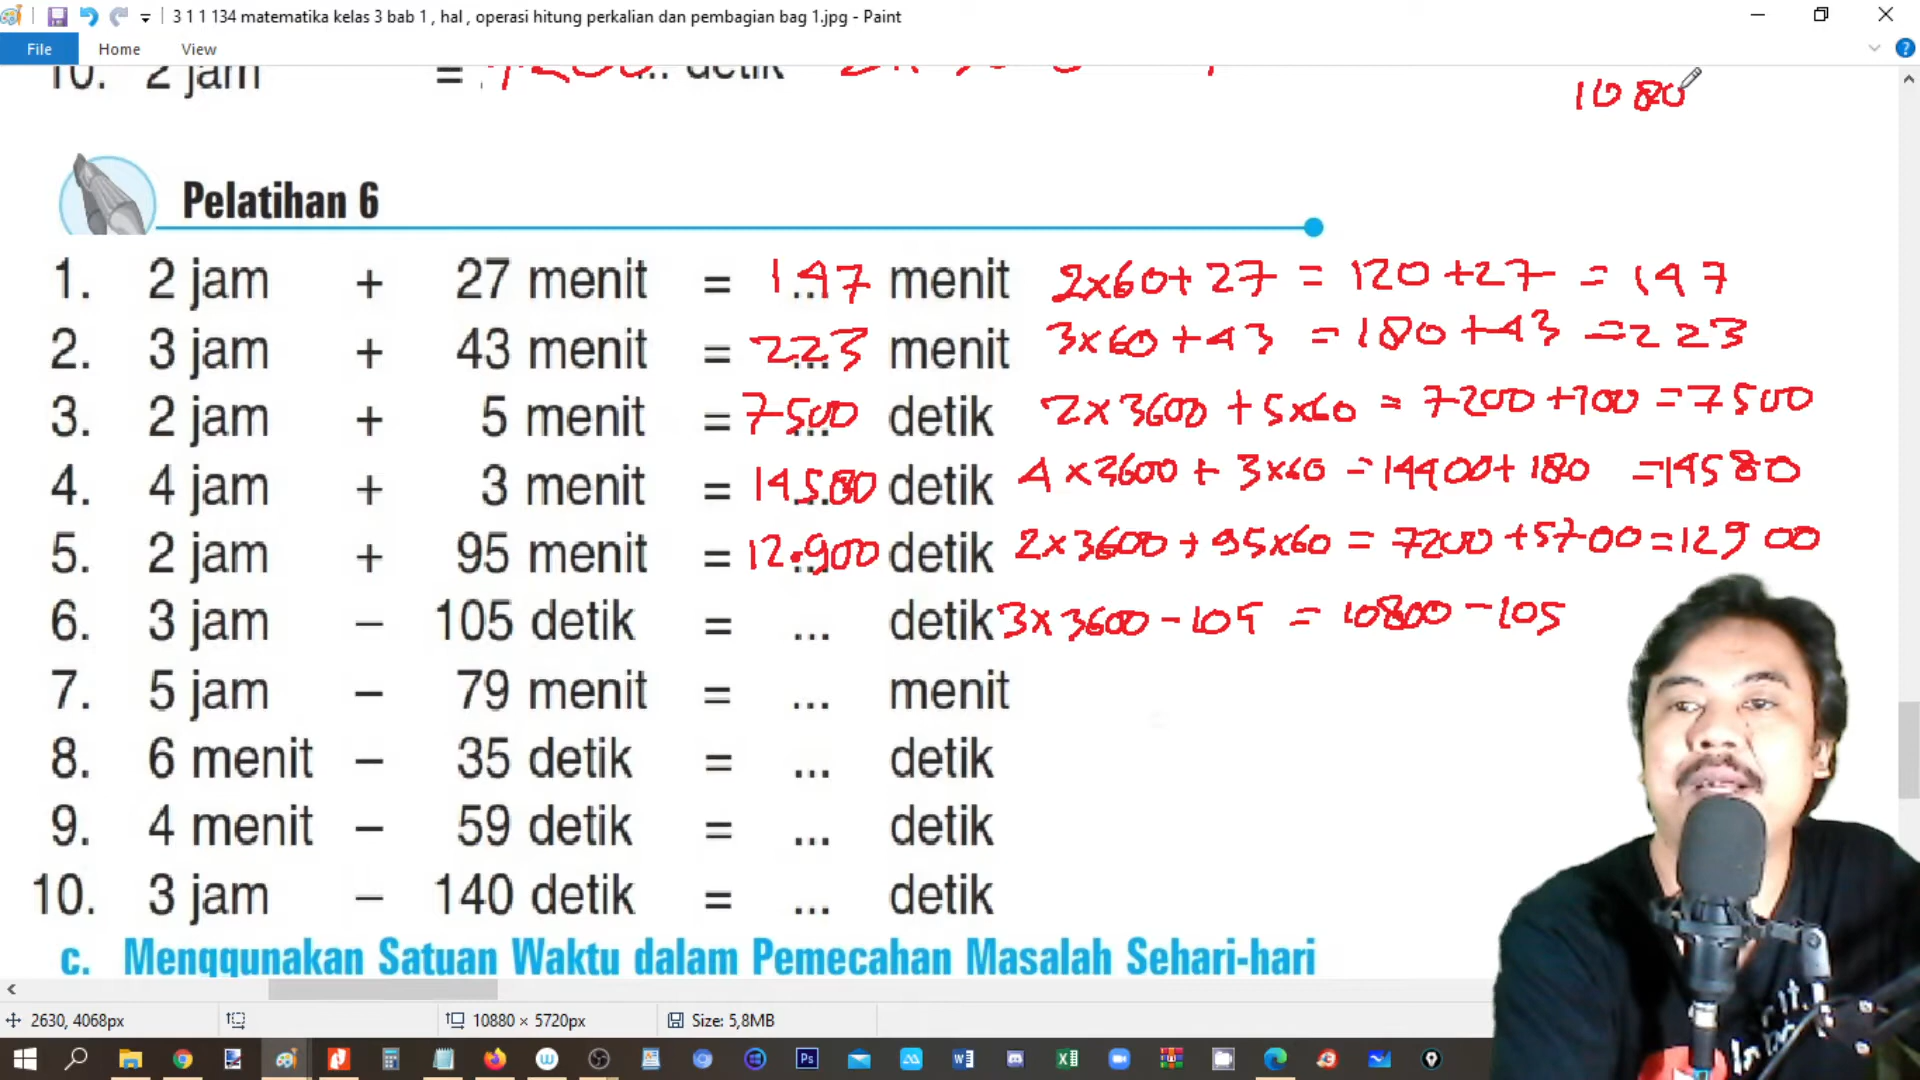 3 1 1 134 matematika kelas 3 bab 1 , hal , operasi hitung perkalian dan pembagian bag 1.jpg - Paint
File Home View
10. 2 jam = 7200... detik
1080
Pelatihan 6
1. 2 jam + 27 menit = 147 ... menit 2x60+27 = 120+27 = 147
2. 3 jam + 43 menit = 223 ... menit 3x60+43 = 180+43 = 223
3. 2 jam + 5 menit = 7500 ... detik 2x3600+5x60 = 7200+300 = 7500
4. 4 jam + 3 menit = 14580 ... detik 4x3600+3x60 = 14400+180 = 14580
5. 2 jam + 95 menit = 12.900 ... detik 2x3600+95x60 = 7200+5700 = 12900
6. 3 jam – 105 detik = ... detik 3x3600-105 = 10800-105
7. 5 jam – 79 menit = ... menit
8. 6 menit – 35 detik = ... detik
9. 4 menit – 59 detik = ... detik
10. 3 jam – 140 detik = ... detik
c. Menggunakan Satuan Waktu dalam Pemecahan Masalah Sehari-hari
2630, 4068px 10880 × 5720px Size: 5,8MB